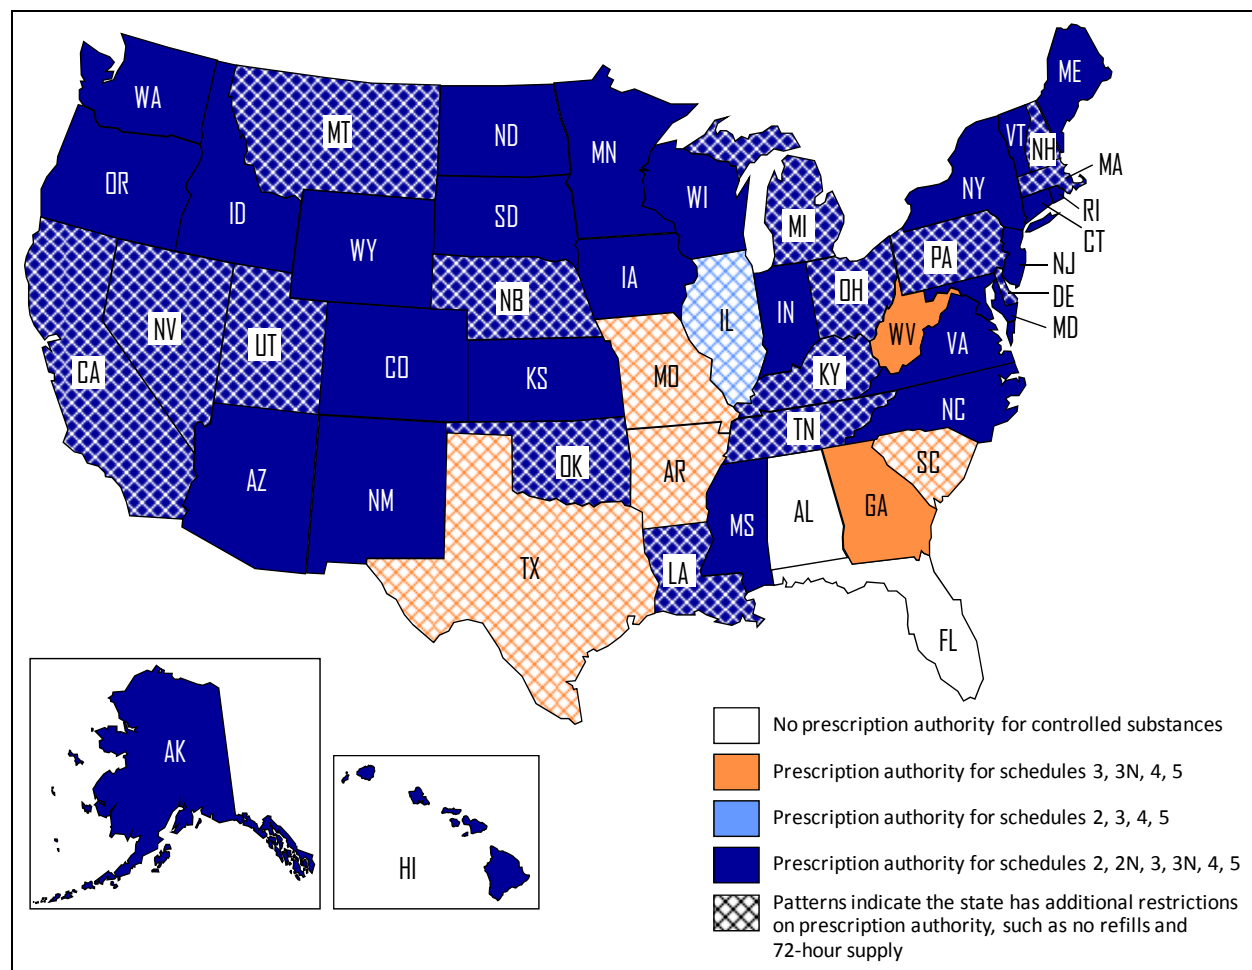 WA
MT
ND
MN
ME
VT
NH
MA
OR
ID
WI
NY
RI
SD
MI
CT
WY
PA
NJ
IA
NB
OH
DE
IN
IL
MD
NV
UT
WV
VA
CA
CO
KS
MO
KY
NC
TN
OK
AR
SC
AZ
NM
MS
AL
GA
TX
LA
FL
AK
HI
No prescription authority for controlled substances
Prescription authority for schedules 3, 3N, 4, 5
Prescription authority for schedules 2, 3, 4, 5
Prescription authority for schedules 2, 2N, 3, 3N, 4, 5
Patterns indicate the state has additional restrictions
on prescription authority, such as no refills and
72-hour supply